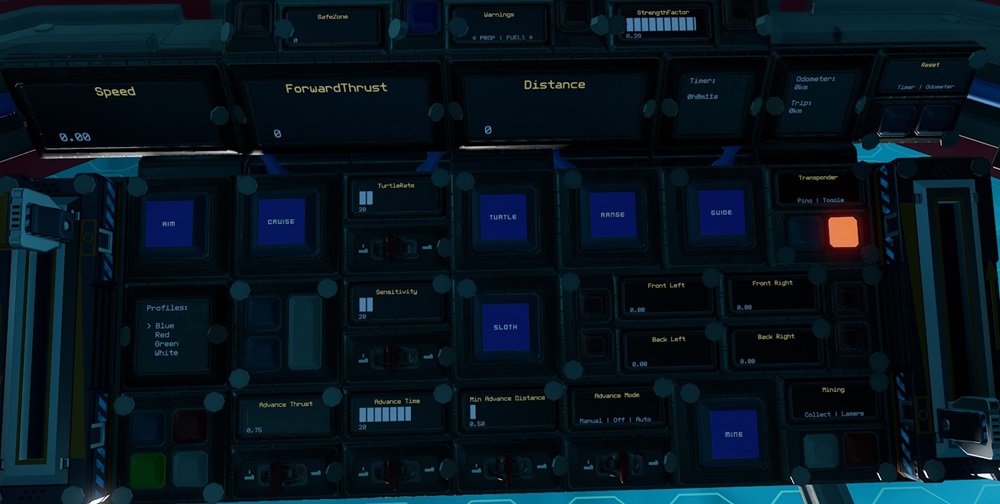 SafeZone
0
Warnings
< PROP | FUEL1 >
StrengthFactor
Speed
0.00
ForwardThrust
0
Distance
0
Timer:
0h0m11s
Odometer:
0km
Trip:
0km
Reset
Timer | Odometer
AIM
CRUISE
TurtleRate
20
TURTLE
RANGE
GUIDE
Transponder
Ping | Toggle
Profiles:
> Blue
Red
Green
White
Sensitivity
20
SLOTH
Front Left
0.00
Front Right
0.00
Back Left
0.00
Back Right
0.00
Advance Thrust
0.75
Advance Time
20
Min Advance Distance
0.50
Advance Mode
Manual | Off | Auto
MINE
Mining
Collect | Lasers